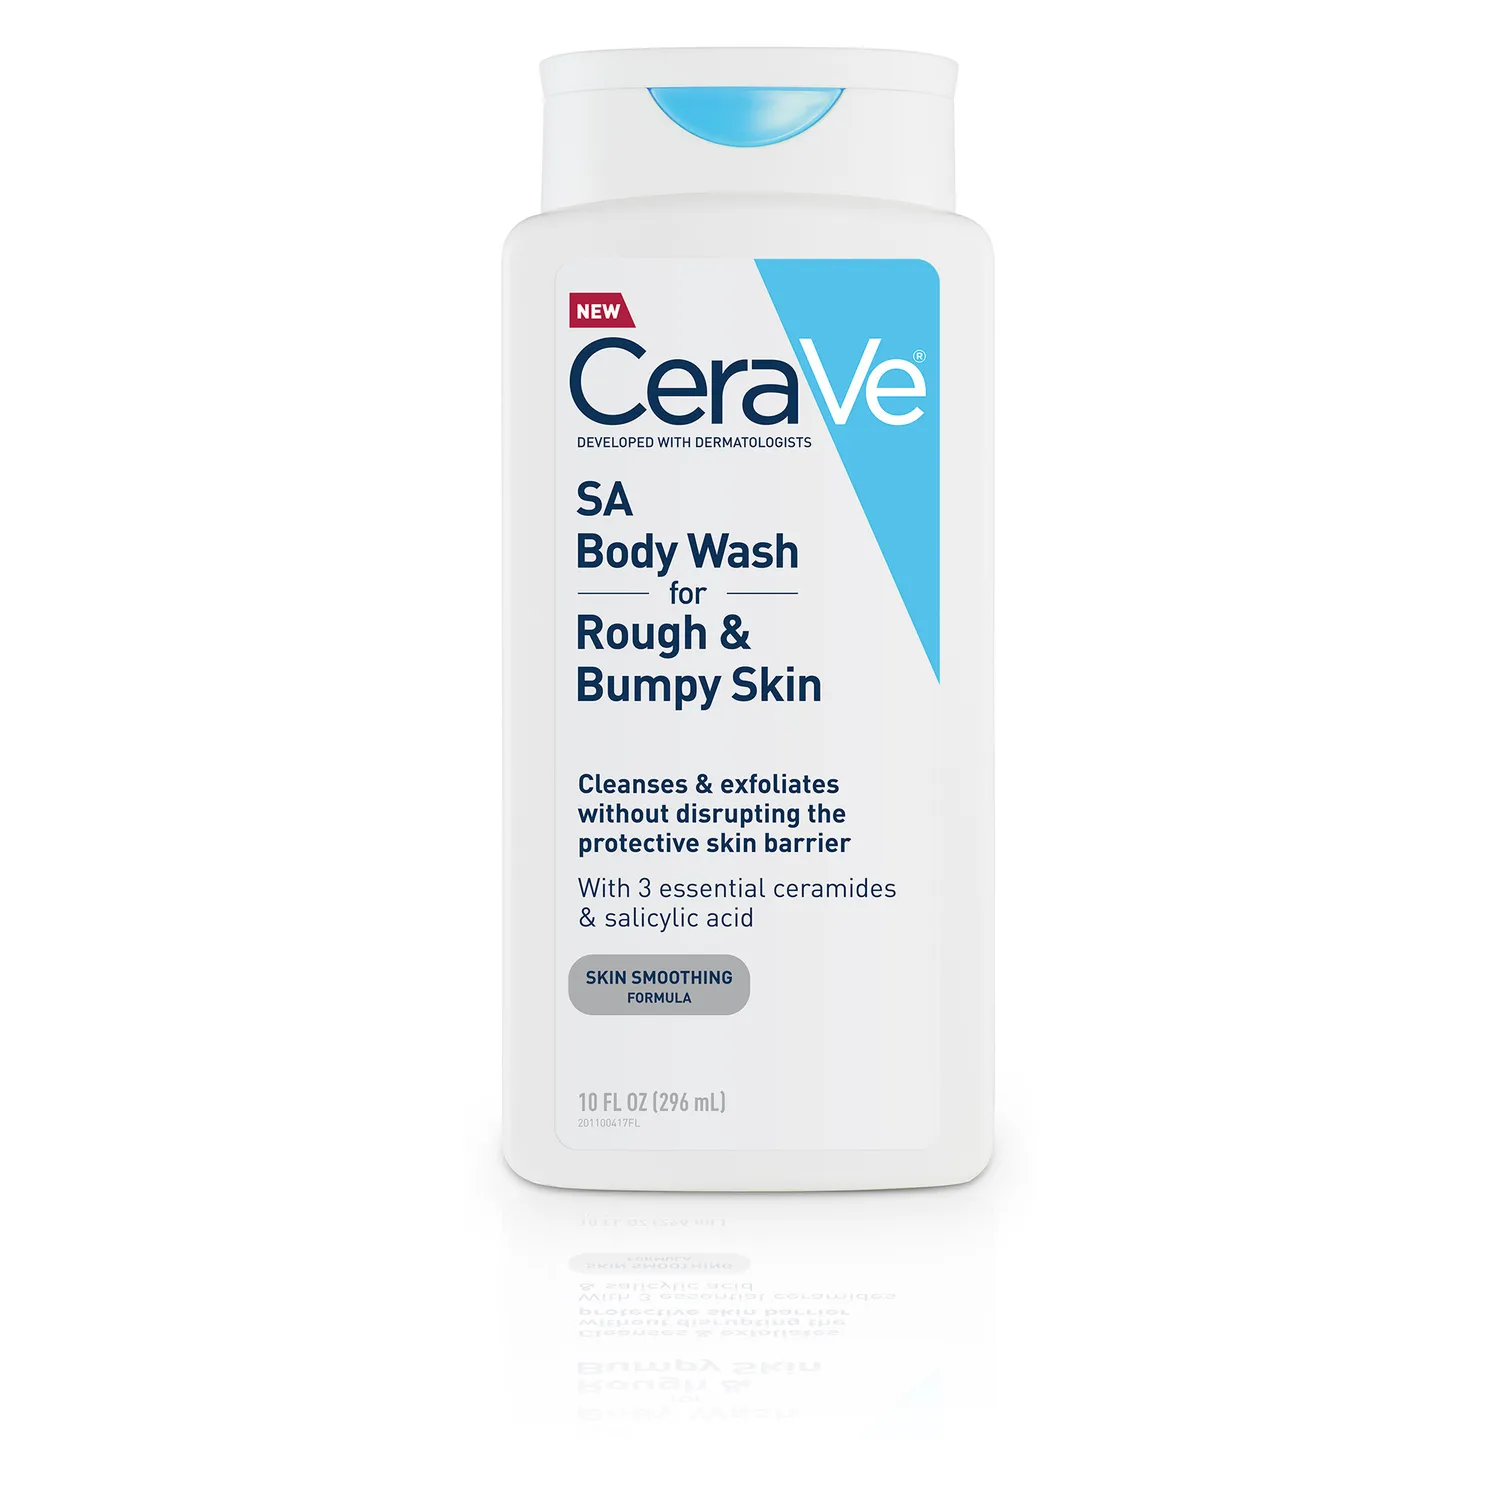 NEW
CeraVe®
DEVELOPED WITH DERMATOLOGISTS
SA
Body Wash
for
Rough &
Bumpy Skin
Cleanses & exfoliates
without disrupting the
protective skin barrier
With 3 essential ceramides
& salicylic acid
SKIN SMOOTHING
FORMULA
10 FL OZ (296 mL)
201100417FL